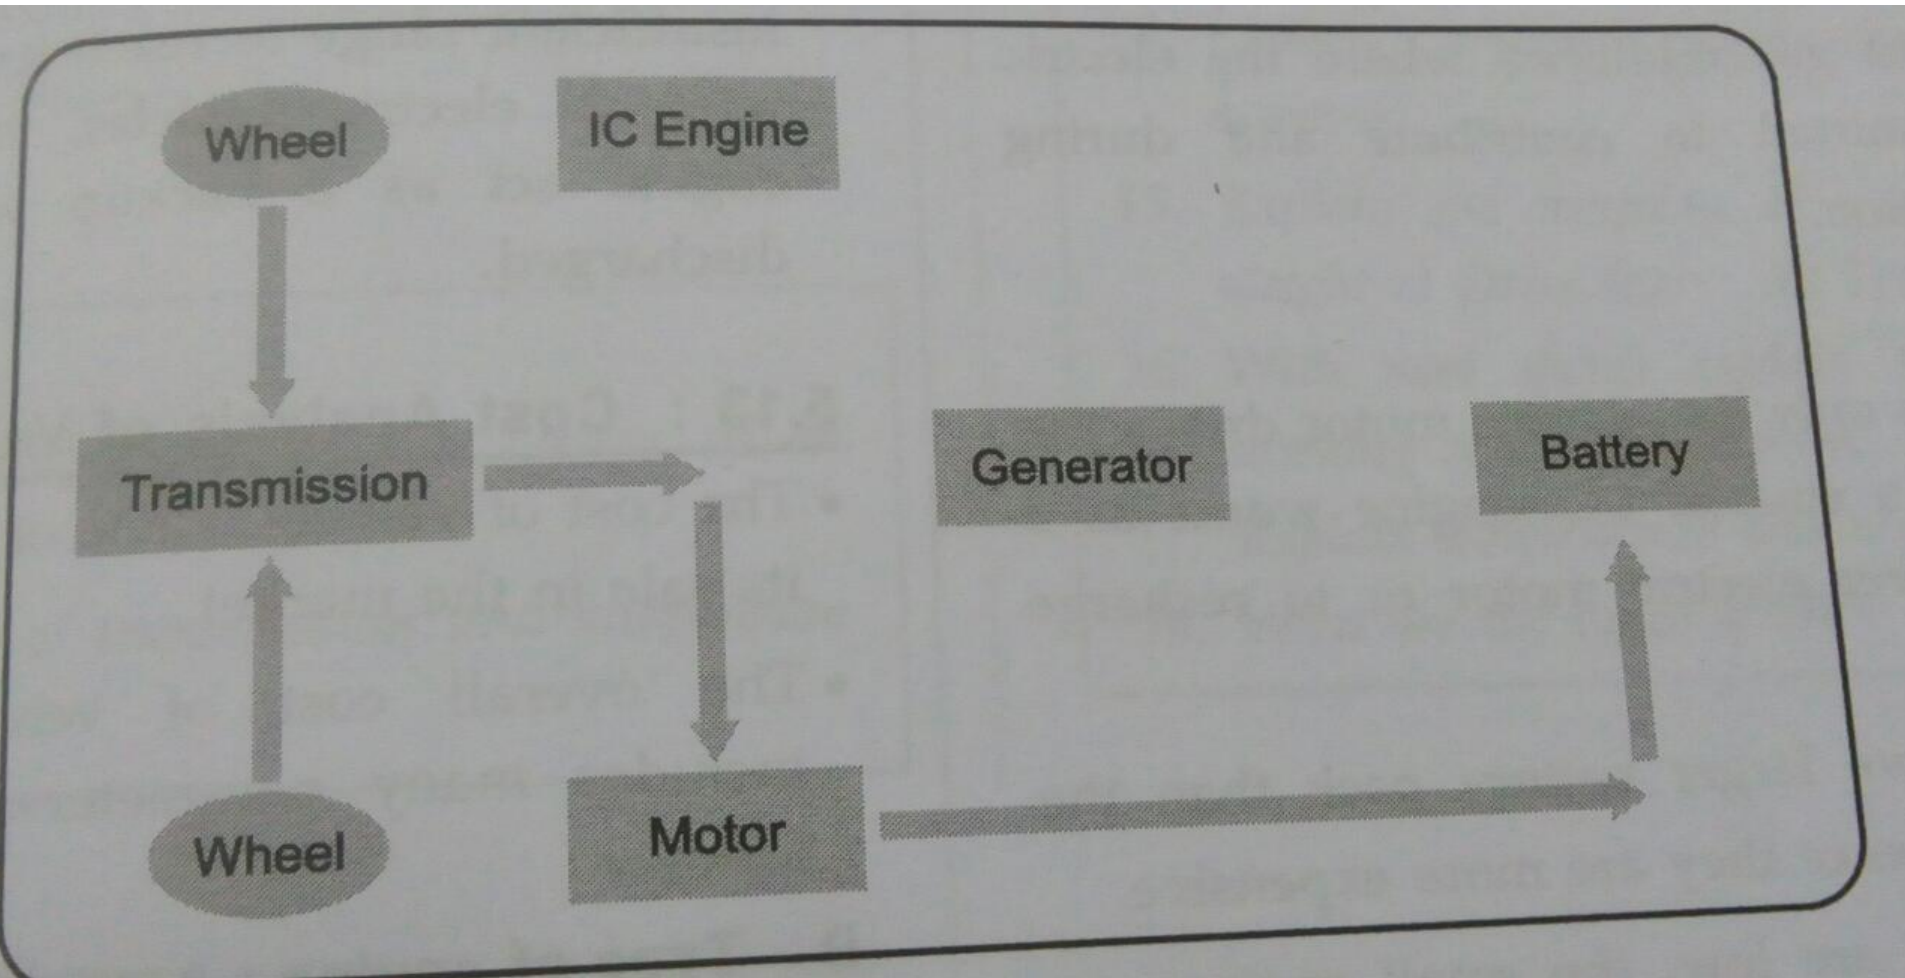 Wheel
IC Engine
Transmission
Generator
Battery
Wheel
Motor